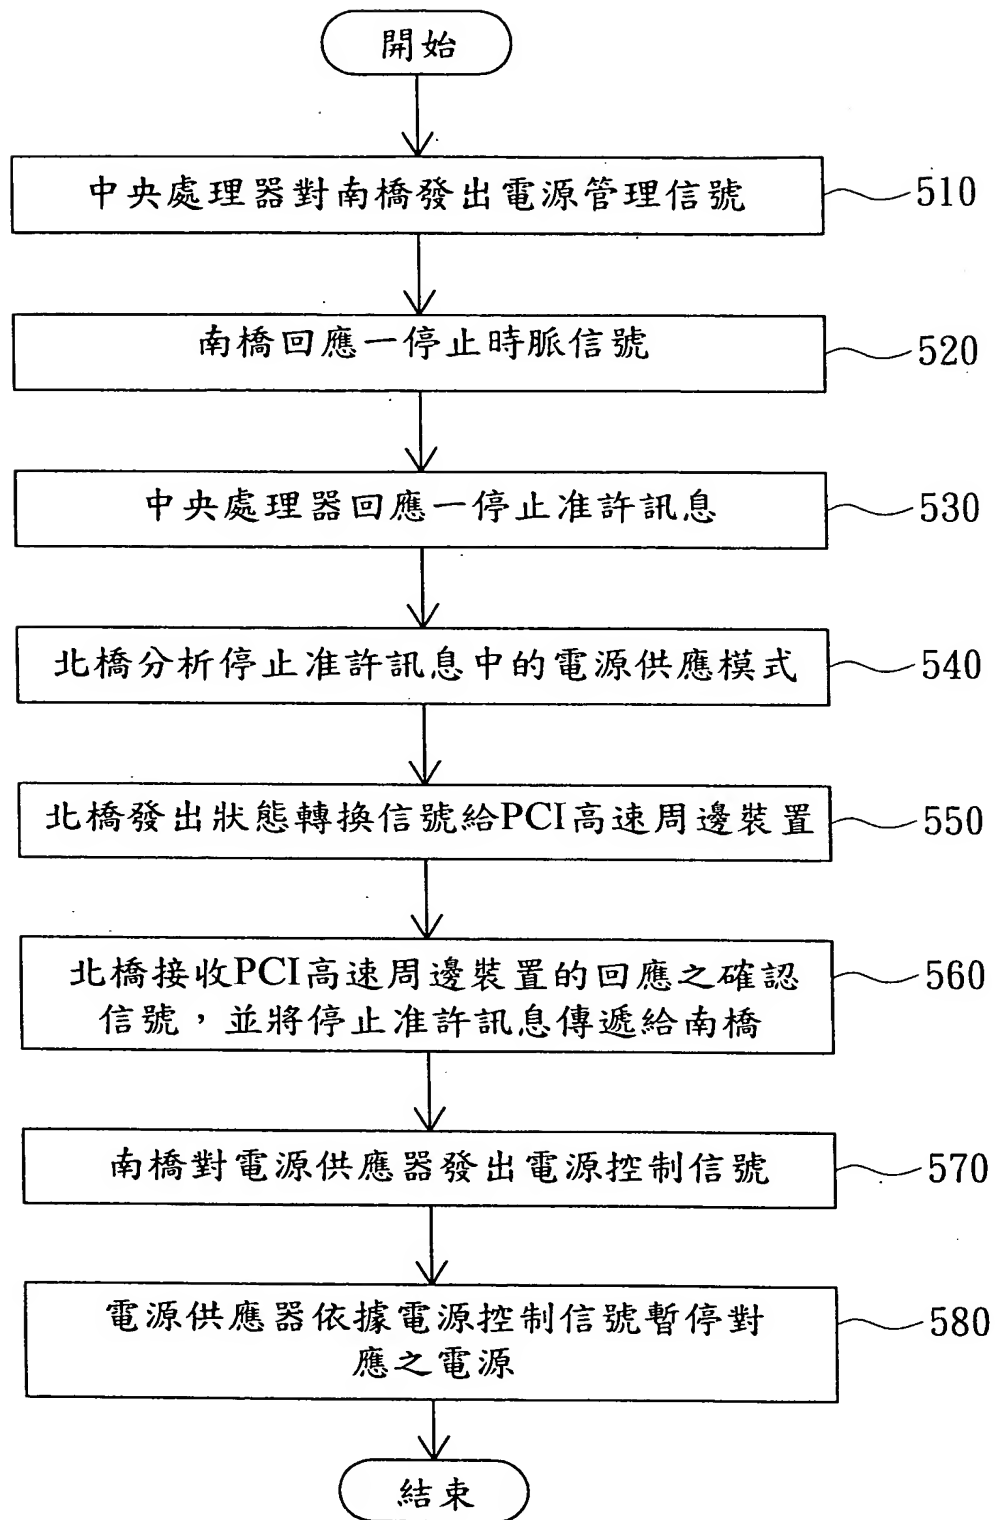 開始
中央處理器對南橋發出電源管理信號
510
南橋回應一停止時脈信號
520
中央處理器回應一停止准許訊息
530
北橋分析停止准許訊息中的電源供應模式
540
北橋發出狀態轉換信號給PCI高速周邊裝置
550
北橋接收PCI高速周邊裝置的回應之確認
信號，並將停止准許訊息傳遞給南橋
560
南橋對電源供應器發出電源控制信號
570
電源供應器依據電源控制信號暫停對
應之電源
580
結束